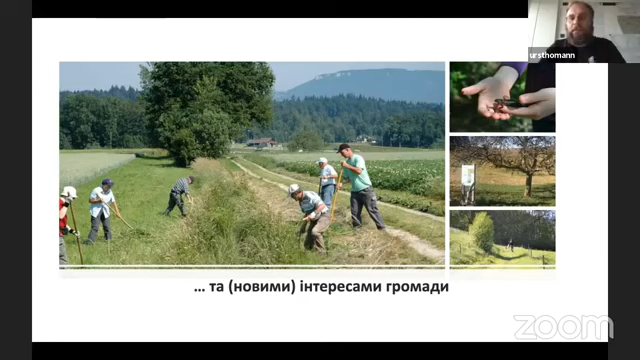 ursthomann
... та (новими) інтересами громади
zoom